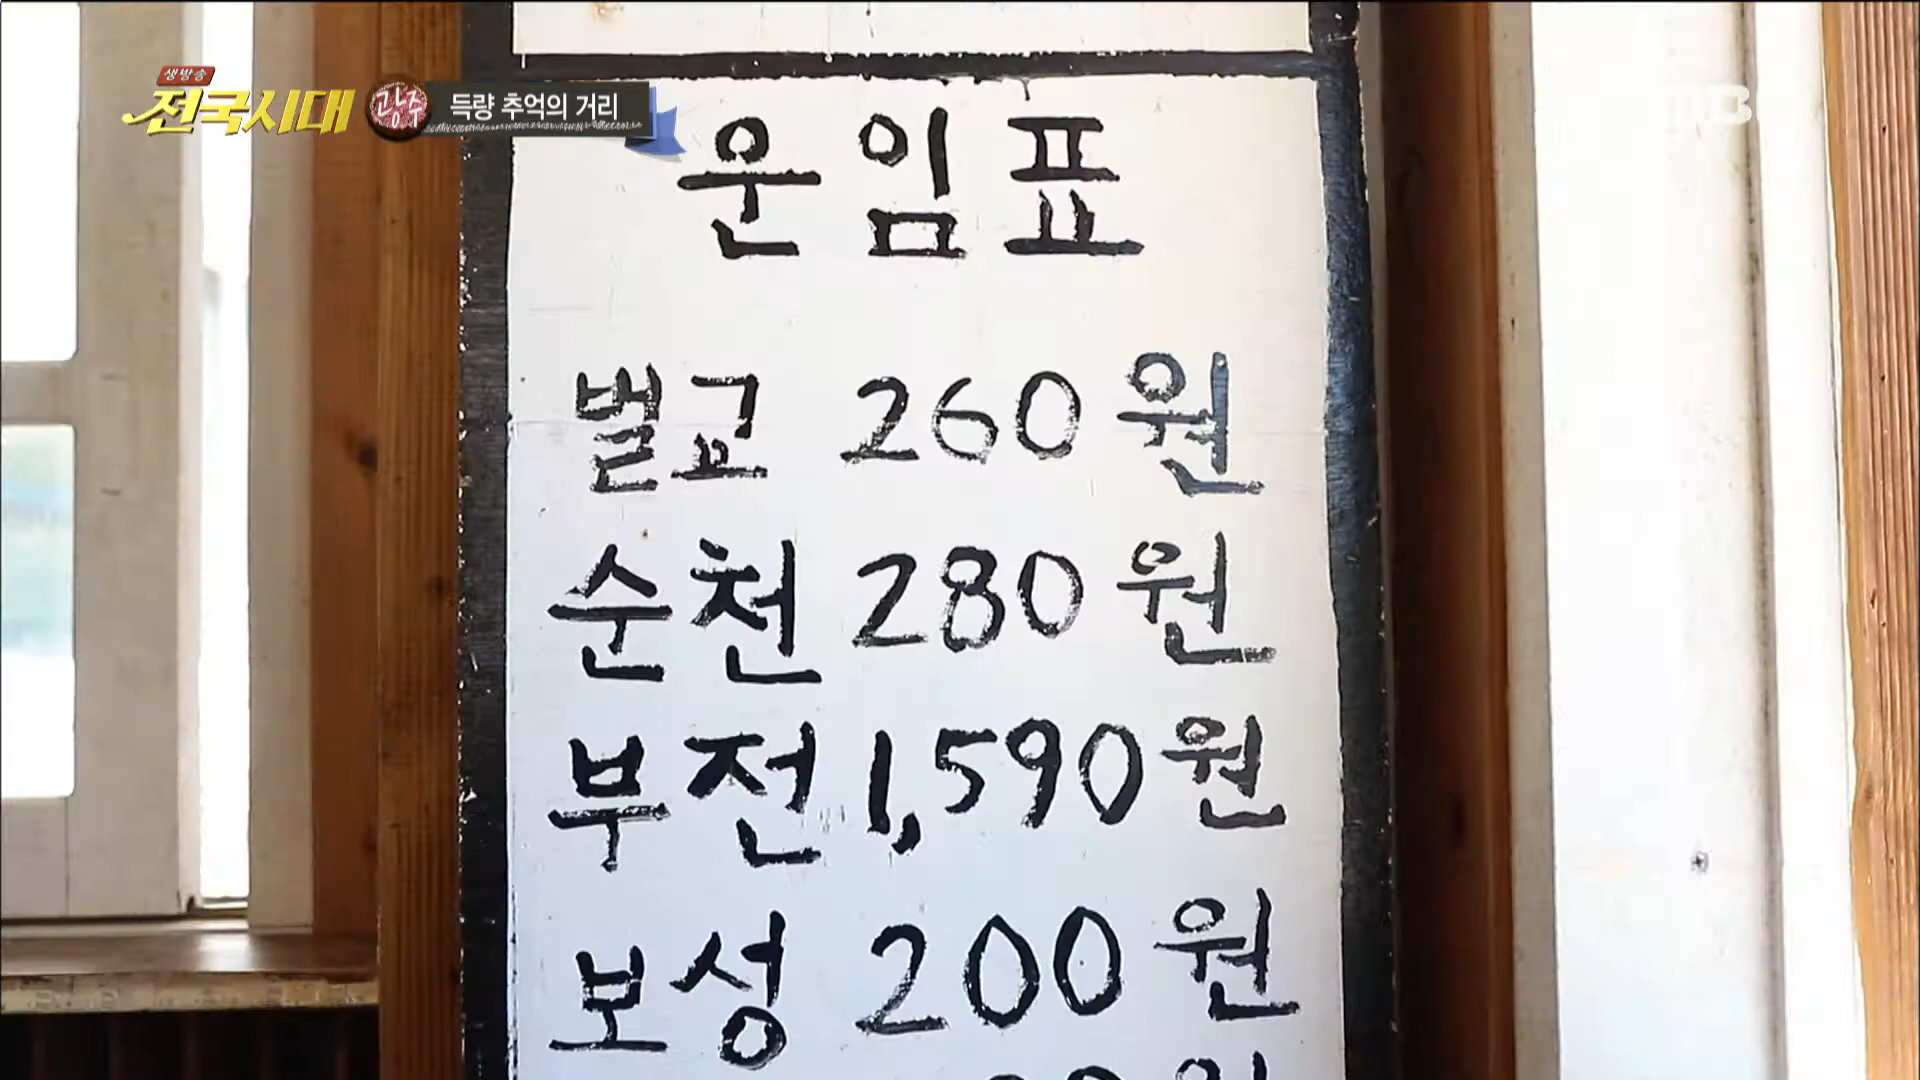 생방송
전국시대
광주
득량 추억의 거리
MB
운임표
벌교 260원
순천 280원
부전 1,590원
보성 200원